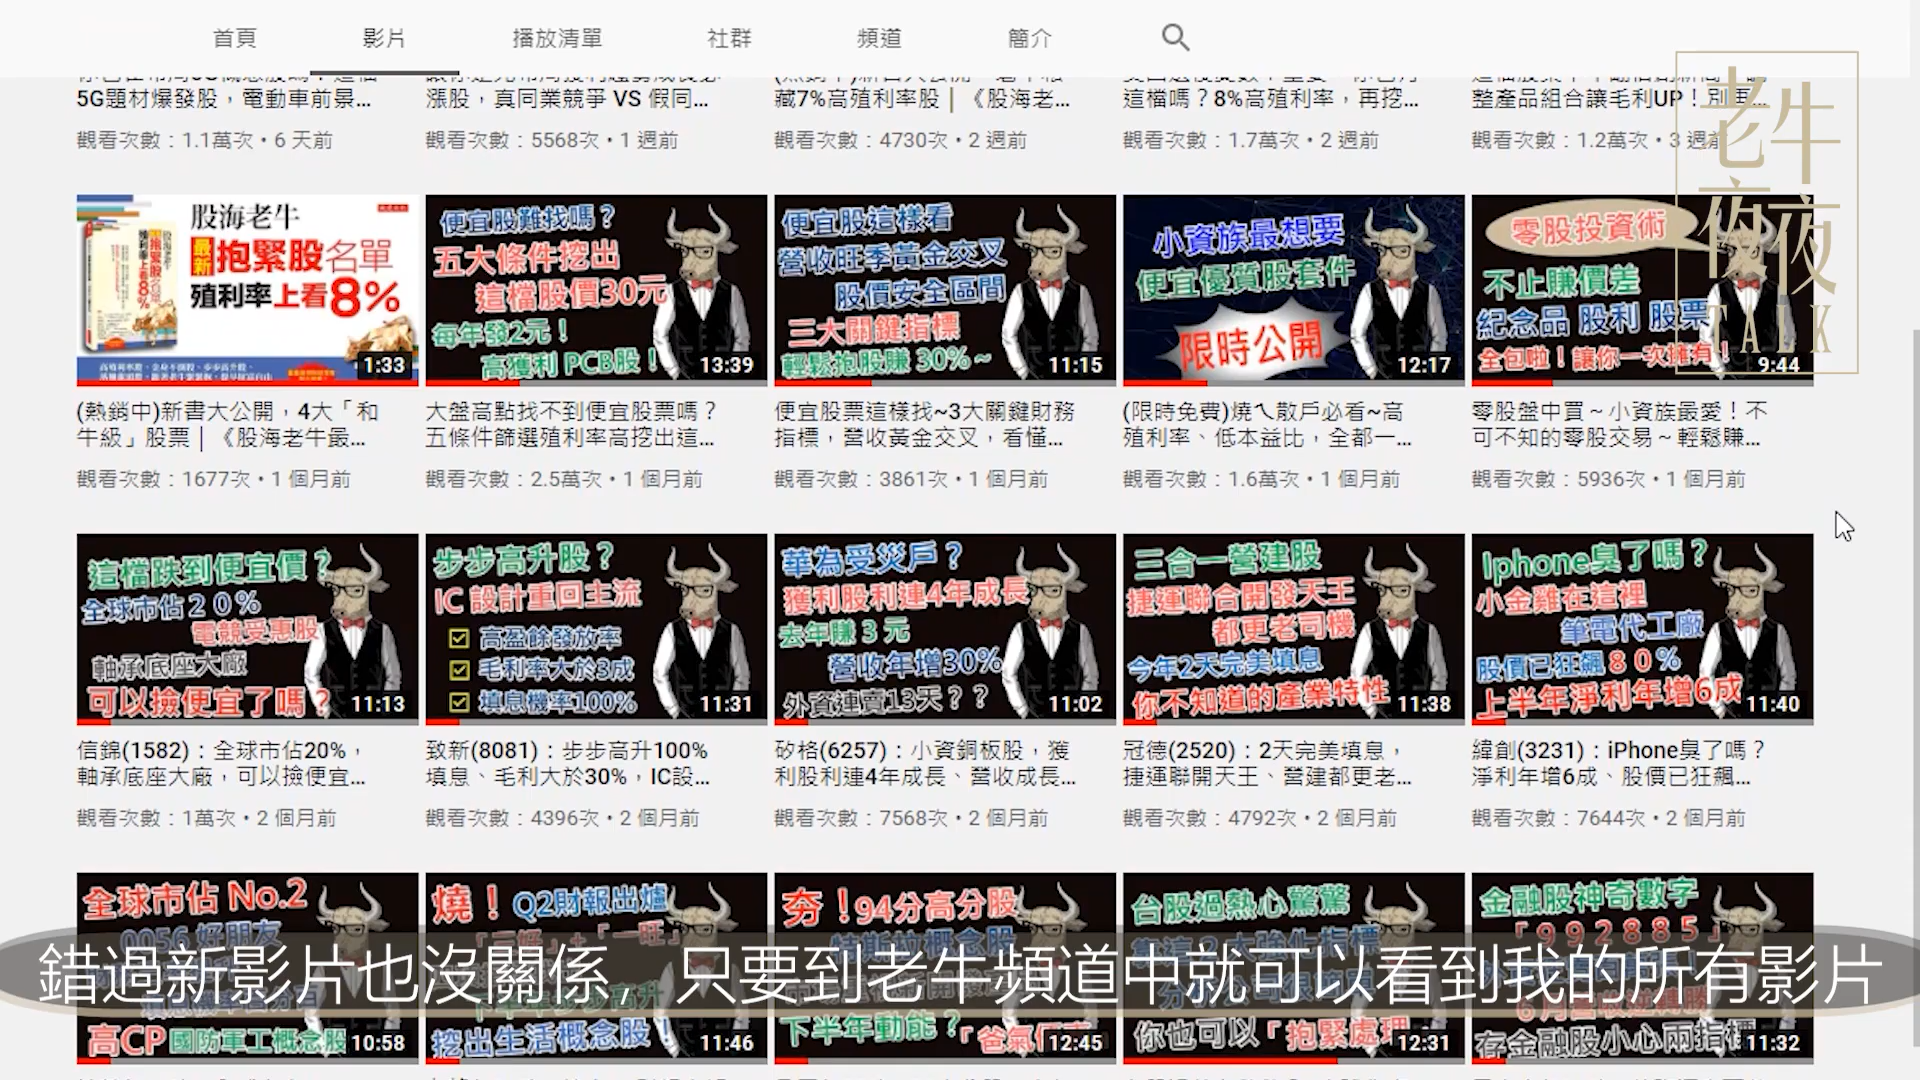 首頁
影片
播放清單
社群
頻道
簡介
5G題材爆發股，電動車前景...
漲股，真同業競爭 VS 假同...
藏7%高殖利率股｜《股海老...
這檔嗎？8%高殖利率，再挖...
整產品組合讓毛利UP！別再...
觀看次數：1.1萬次・6 天前
觀看次數：5568次・1 週前
觀看次數：4730次・2 週前
觀看次數：1.7萬次・2 週前
觀看次數：1.2萬次・3 週前
老牛
夜夜
TALK
股海老牛
最新抱緊股名單
殖利率上看8%
1:33
便宜股難找嗎？
五大條件挖出
這檔股價30元
每年發2元！
高獲利 PCB股！
13:39
便宜股這樣看
營收旺季黃金交叉
股價安全區間
三大關鍵指標
輕鬆抱股賺 30%~
11:15
小資族最想要
便宜優質股套件
限時公開
12:17
零股投資術
不止賺價差
紀念品 股利 股票
全包啦！讓你一次擁有！
9:44
(熱銷中)新書大公開，4大「和
牛級」股票｜《股海老牛最...
觀看次數：1677次・1 個月前
大盤高點找不到便宜股票嗎？
五條件篩選殖利率高挖出這...
觀看次數：2.5萬次・1 個月前
便宜股票這樣找~3大關鍵財務
指標，營收黃金交叉，看懂...
觀看次數：3861次・1 個月前
(限時免費)燒ㄟ散戶必看~高
殖利率、低本益比，全都一...
觀看次數：1.6萬次・1 個月前
零股盤中買～小資族最愛！不
可不知的零股交易～輕鬆賺...
觀看次數：5936次・1 個月前
這檔跌到便宜價？
全球市佔20%
電競受惠股
軸承底座大廠
可以撿便宜了嗎？
11:13
步步高升股？
IC 設計重回主流
高盈餘發放率
毛利率大於3成
填息機率100%
11:31
華為受災戶？
獲利股利連4年成長
去年賺3元
營收年增30%
外資連賣13天？？
11:02
三合一營建股
捷運聯合開發天王
都更老司機
今年2天完美填息
你不知道的產業特性
11:38
Iphone臭了嗎？
小金雞在這裡
筆電代工廠
股價已狂飆80%
上半年淨利年增6成
11:40
信錦(1582)：全球市佔20%，
軸承底座大廠，可以撿便宜...
觀看次數：1萬次・2 個月前
致新(8081)：步步高升100%
填息、毛利大於30%，IC設...
觀看次數：4396次・2 個月前
矽格(6257)：小資銅板股，獲
利股利連4年成長、營收成長...
觀看次數：7568次・2 個月前
冠德(2520)：2天完美填息，
捷運聯開天王、營建都更老...
觀看次數：4792次・2 個月前
緯創(3231)：iPhone臭了嗎？
淨利年增6成、股價已狂飆...
觀看次數：7644次・2 個月前
全球市佔 No.2
0056 好朋友
高CP 國防軍工概念股
10:58
燒！Q2財報出爐
挖出生活概念股！
11:46
夯！94分高分股
下半年動能？「爸氣
12:45
台股過熱心驚驚
你也可以「抱緊處理
12:31
金融股神奇數字
「992885」
存金融股小心兩指標
11:32
錯過新影片也沒關係，只要到老牛頻道中就可以看到我的所有影片